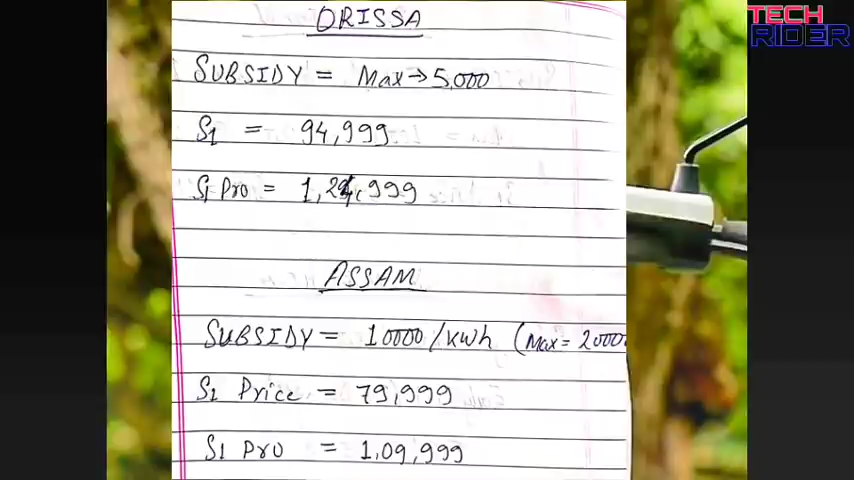 TECH
RIDER
ORISSA
SUBSIDY = Max → 5,000
S1 = 94,999
S1 Pro = 1,24,999
ASSAM
SUBSIDY = 10000/kwh (Max = 2000
S1 Price = 79,999
S1 Pro = 1,09,999